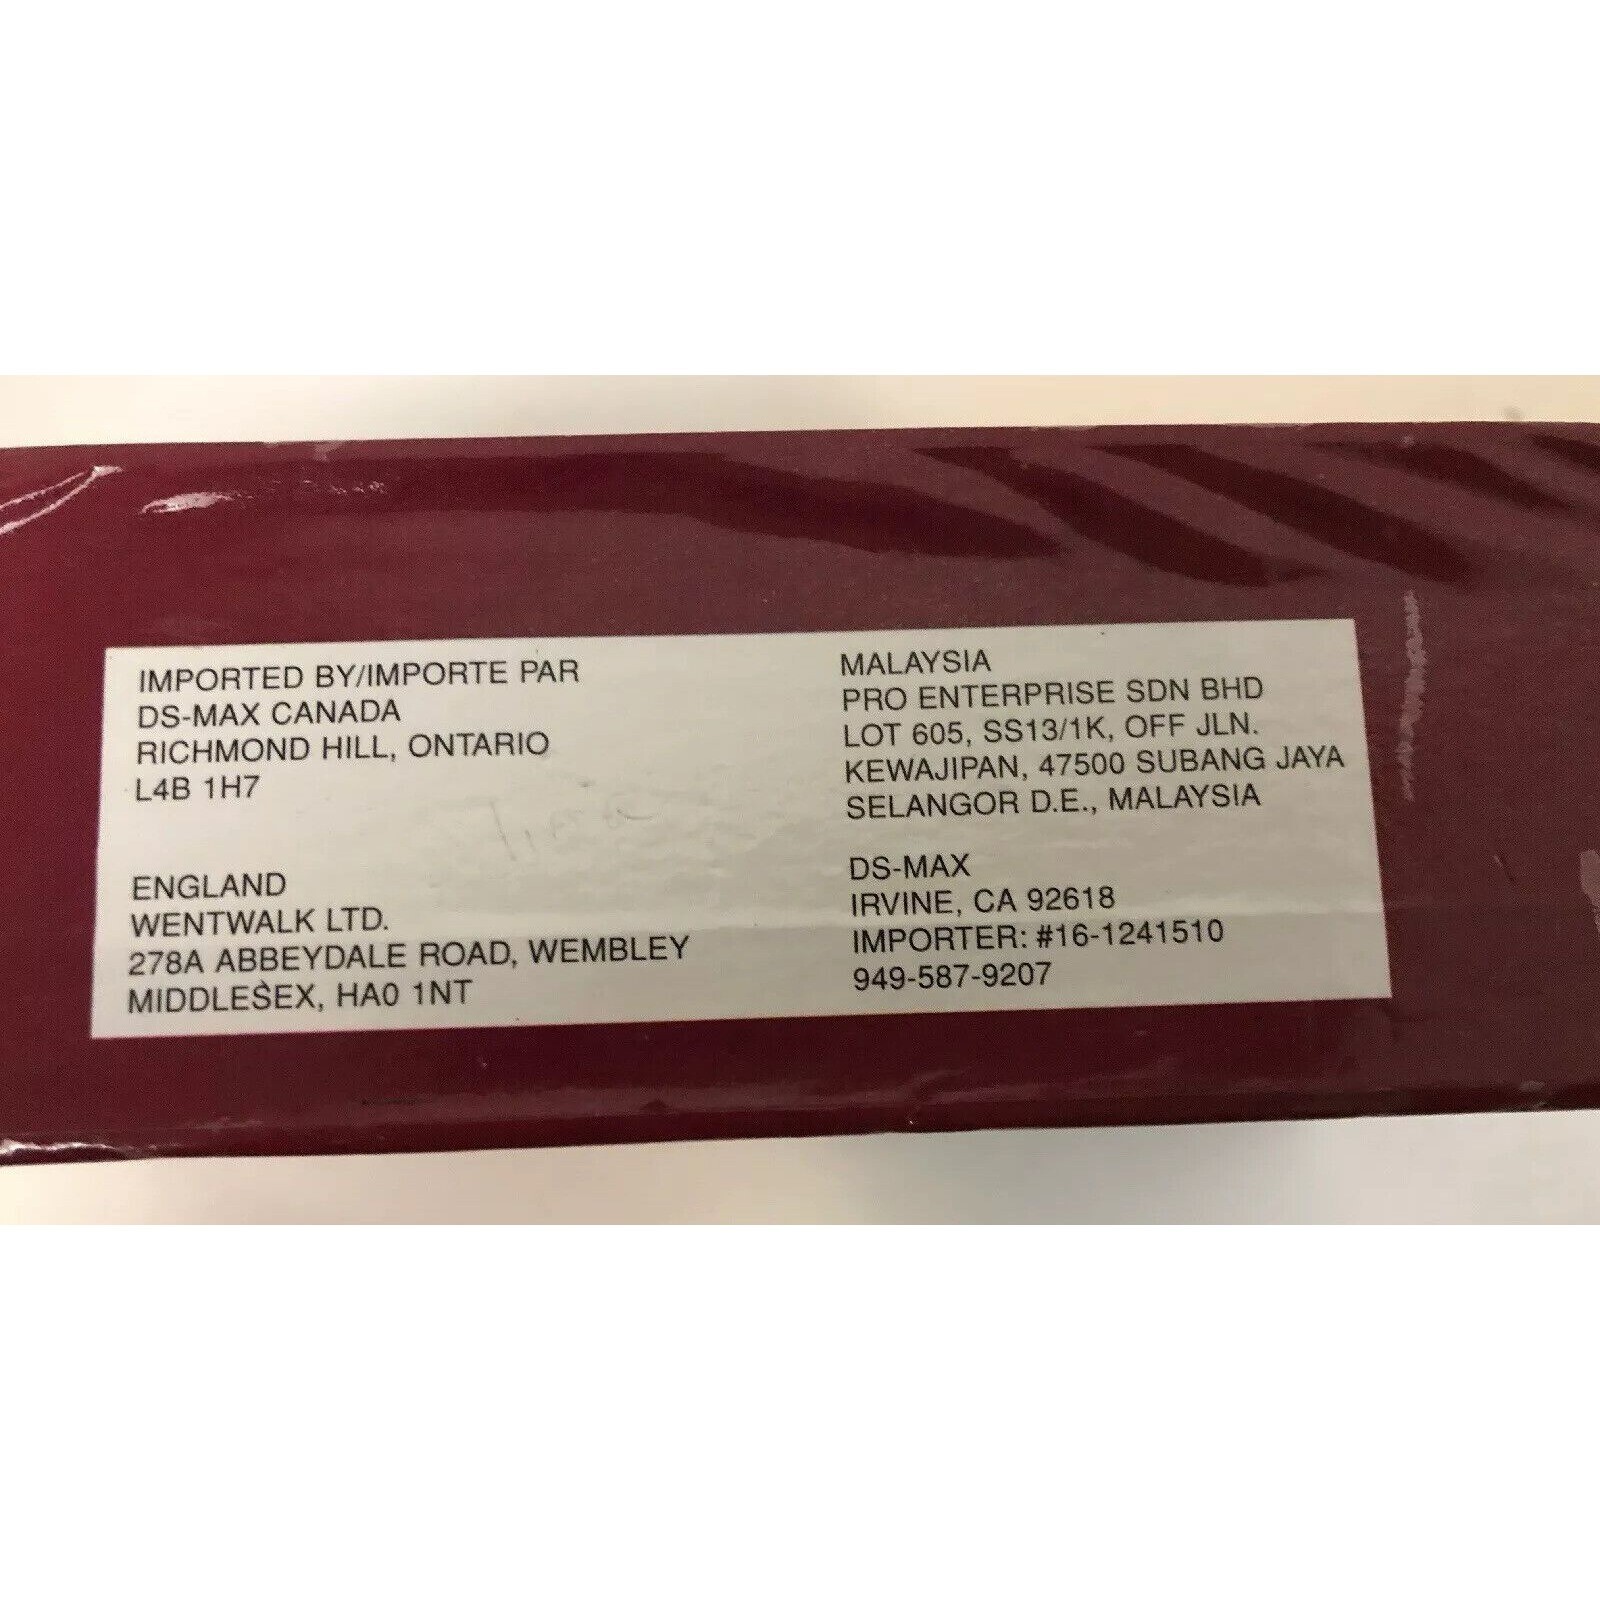 IMPORTED BY/IMPORTE PAR
DS-MAX CANADA
RICHMOND HILL, ONTARIO
L4B 1H7
ENGLAND
WENTWALK LTD.
278A ABBEYDALE ROAD, WEMBLEY
MIDDLESEX, HA0 1NT
MALAYSIA
PRO ENTERPRISE SDN BHD
LOT 605, SS13/1K, OFF JLN.
KEWAJIPAN, 47500 SUBANG JAYA
SELANGOR D.E., MALAYSIA
DS-MAX
IRVINE, CA 92618
IMPORTER: #16-1241510
949-587-9207